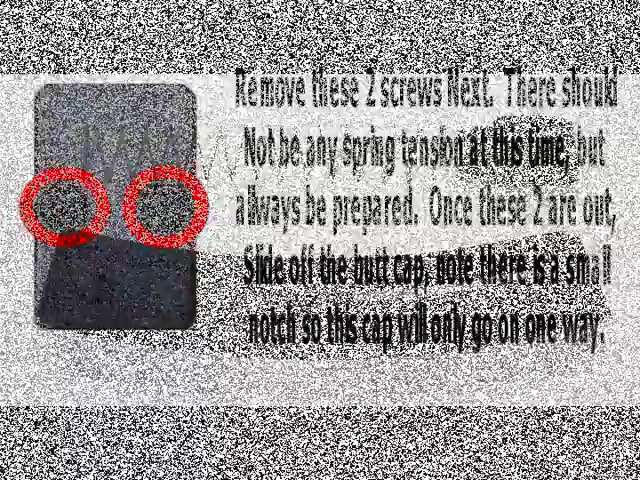 Remove these 2 screws Next. There should
Not be any spring tension at this time, but
always be prepared. Once these 2 are out,
Slide off the butt cap, note there is a small
notch so this cap will only go on one way.